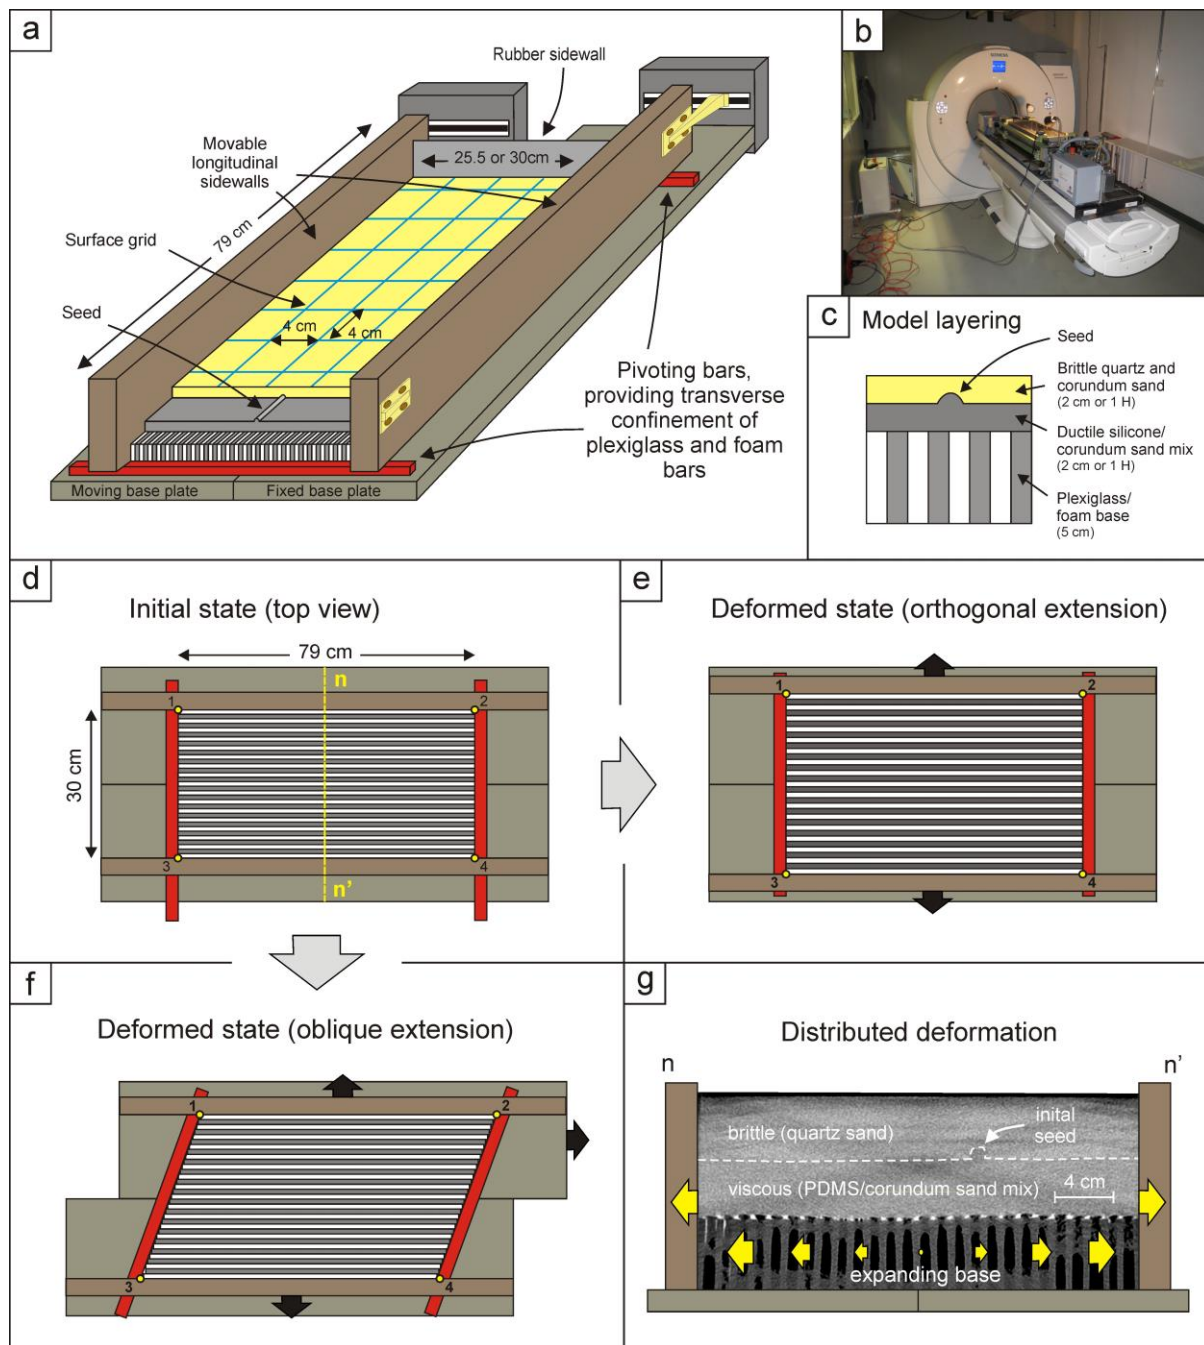 a
Rubber sidewall
25.5 or 30cm
Movable
longitudinal
sidewalls
79 cm
Surface grid
Seed
4 cm
4 cm
Pivoting bars,
providing transverse
confinement of
plexiglass and foam
bars
Moving base plate
Fixed base plate
b
SIEMENS
c
Model layering
Seed
Brittle quartz and
corundum sand
(2 cm or 1 H)
Ductile silicone/
corundum sand mix
(2 cm or 1 H)
Plexiglass/
foam base
(5 cm)
d
Initial state (top view)
79 cm
n
1
2
30 cm
3
4
n'
e
Deformed state (orthogonal extension)
1
2
3
4
f
Deformed state (oblique extension)
1
2
3
4
g
Distributed deformation
n
n'
brittle (quartz sand)
inital
seed
viscous (PDMS/corundum sand mix)
4 cm
expanding base